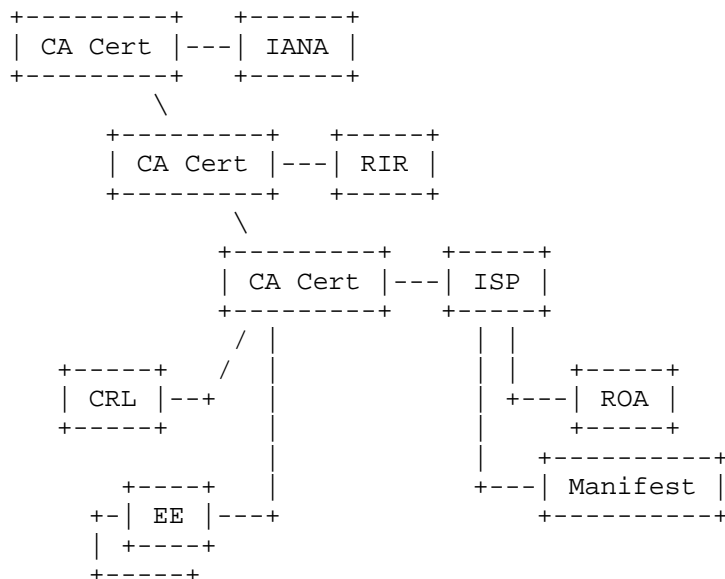 CA Cert IANA
CA Cert RIR
CA Cert ISP
CRL ROA
Manifest
EE